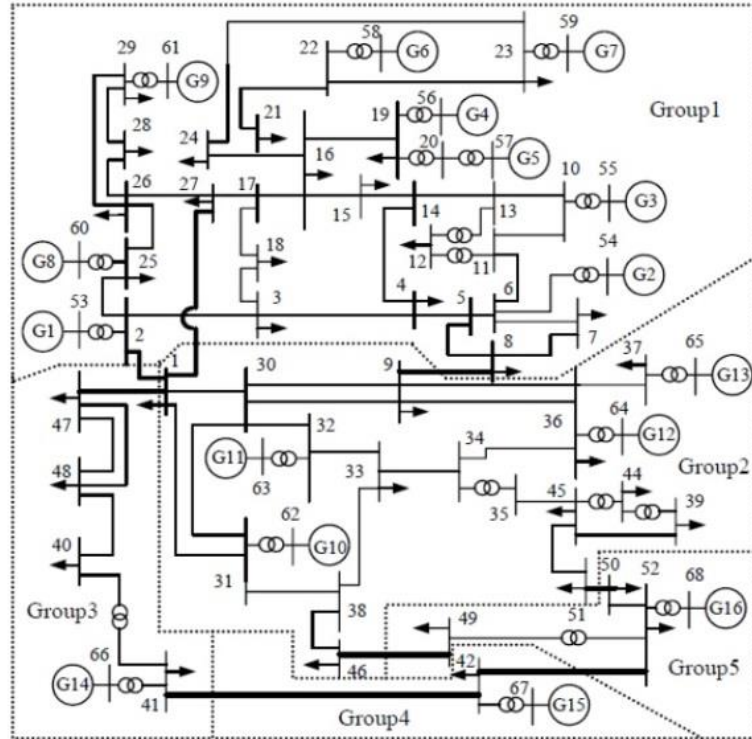 29 61 G9
58 22 G6
23 59 G7
Group1
28 24 21 16
19 56 G4
20 57 G5
26 27 17 15 14 13 10 55 G3
60 G8 25 18 12 11 54 G2
53 G1 2 3 4 5 6 7
1 30 9 8 37 65 G13
47 32 36 64 G12
G11 63 33 34 Group2
48 62 G10 35 45 44 39
40 31 38 50 52 68 G16
Group3 49 51
66 G14 46 42 Group5
41 Group4 67 G15